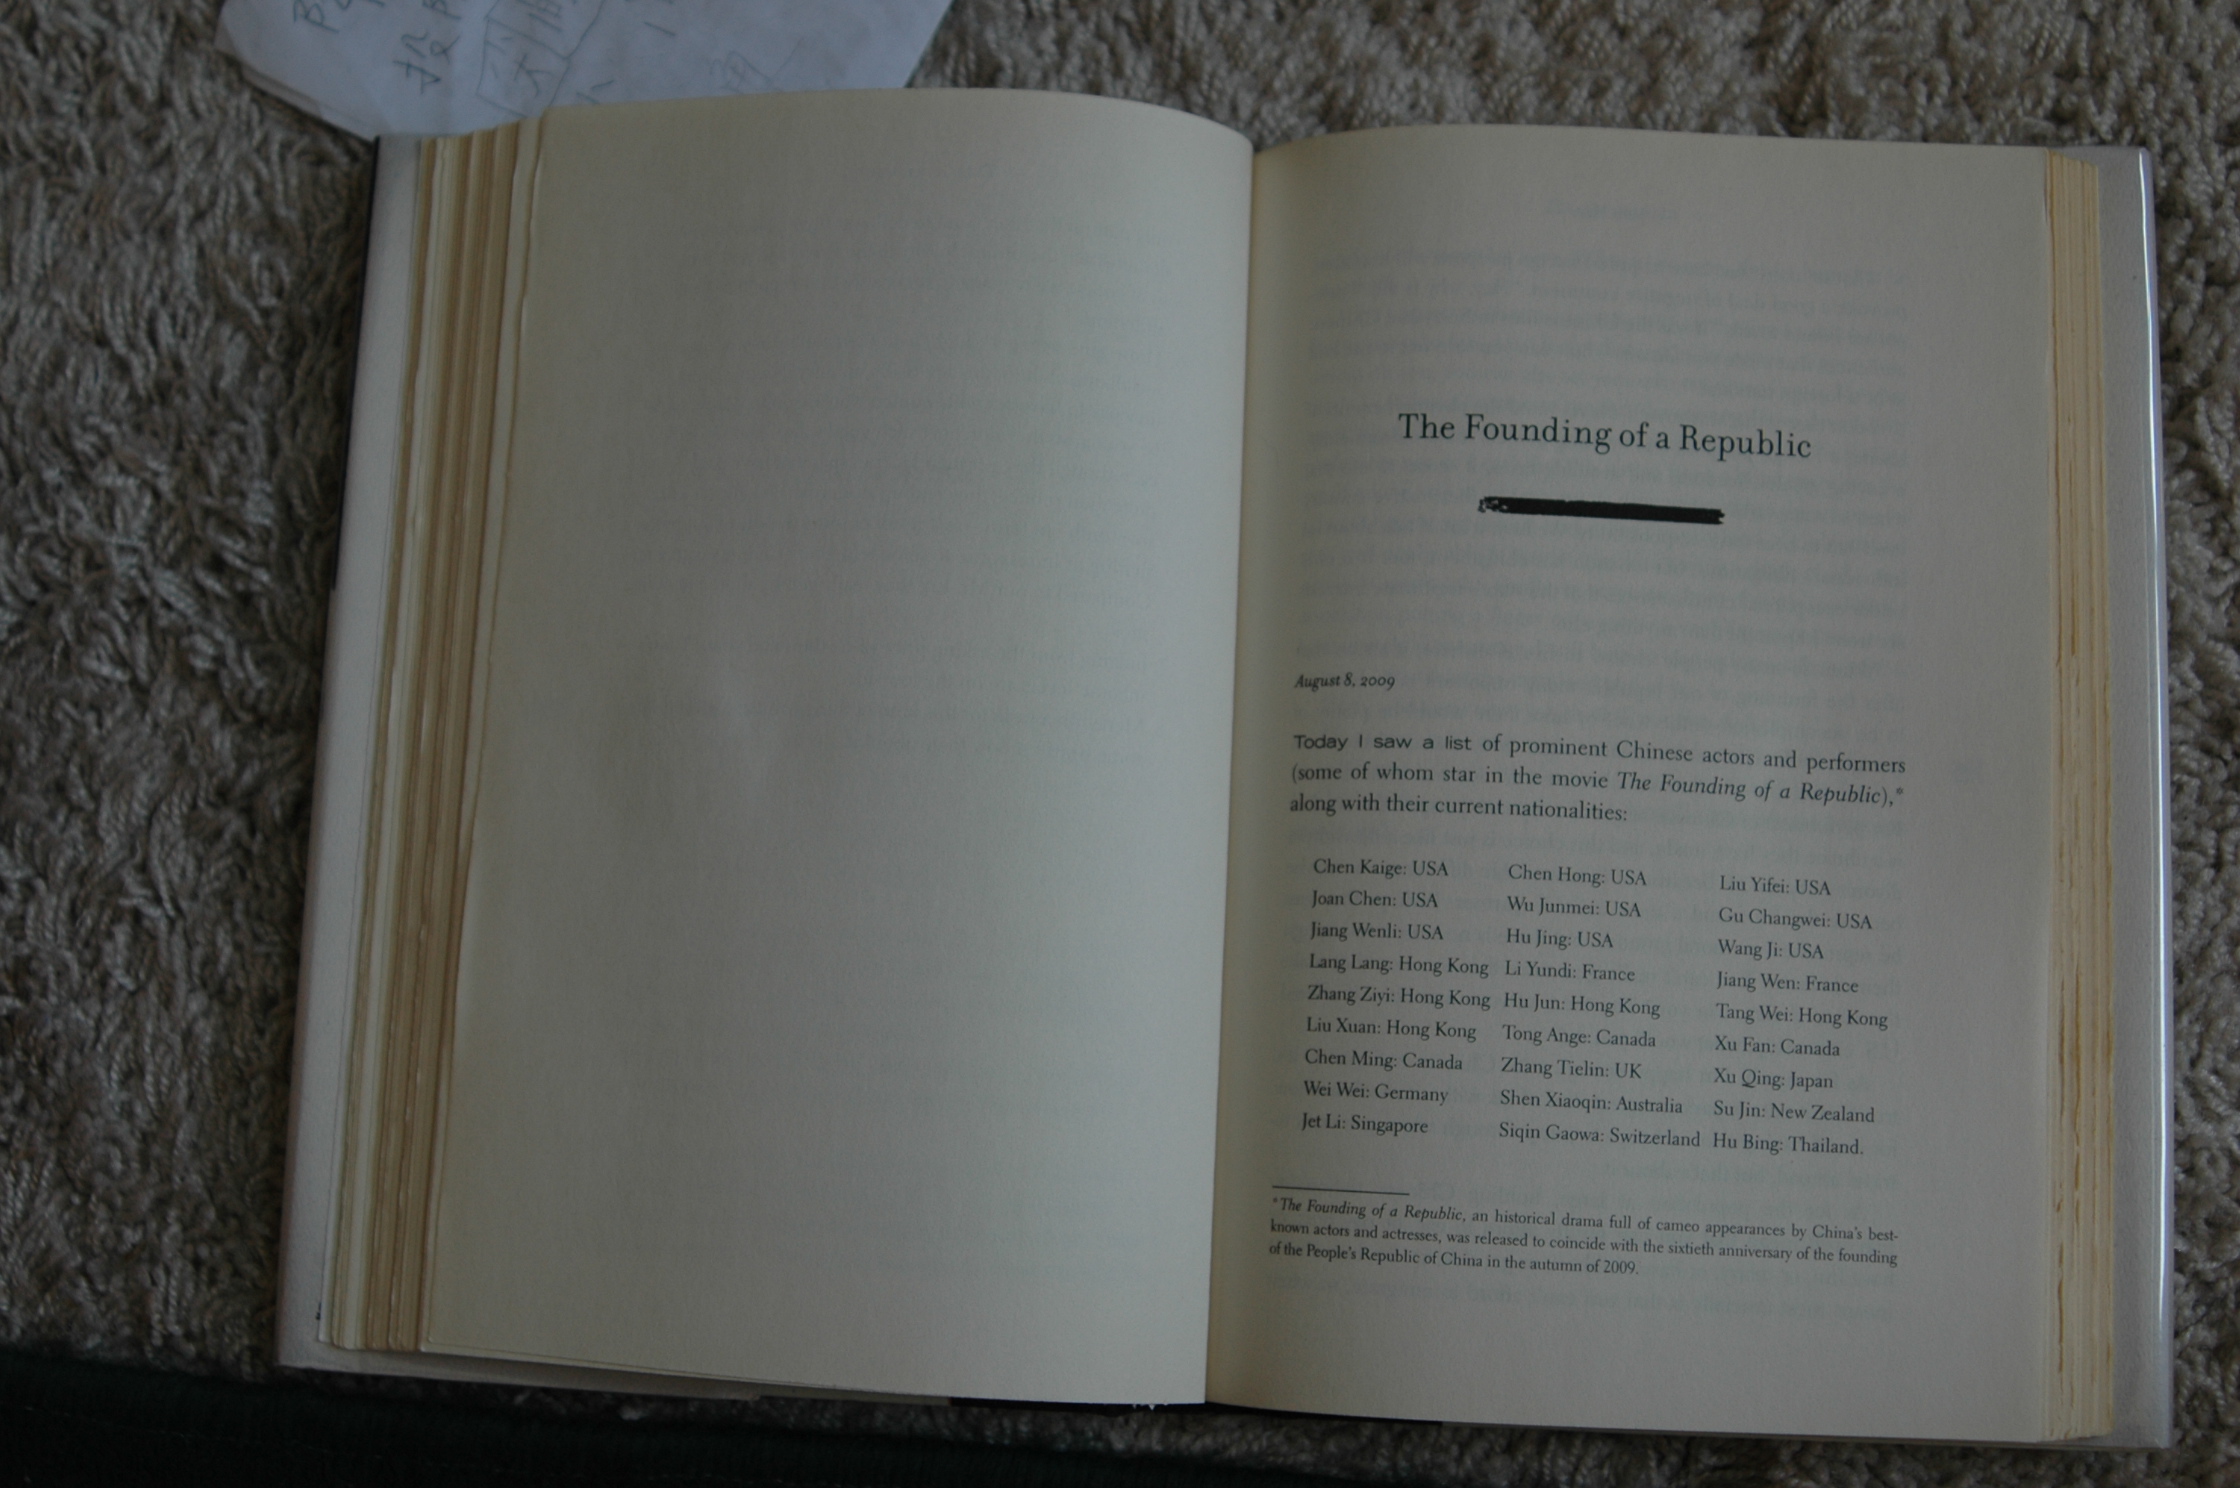 The Founding of a Republic
August 8, 2009
Today I saw a list of prominent Chinese actors and performers
(some of whom star in the movie The Founding of a Republic),*
along with their current nationalities:
Chen Kaige: USA Chen Hong: USA Liu Yifei: USA
Joan Chen: USA Wu Junmei: USA Gu Changwei: USA
Jiang Wenli: USA Hu Jing: USA Wang Ji: USA
Lang Lang: Hong Kong Li Yundi: France Jiang Wen: France
Zhang Ziyi: Hong Kong Hu Jun: Hong Kong Tang Wei: Hong Kong
Liu Xuan: Hong Kong Tong Ange: Canada Xu Fan: Canada
Chen Ming: Canada Zhang Tielin: UK Xu Qing: Japan
Wei Wei: Germany Shen Xiaoqin: Australia Su Jin: New Zealand
Jet Li: Singapore Siqin Gaowa: Switzerland Hu Bing: Thailand.
*The Founding of a Republic, an historical drama full of cameo appearances by China's best-
known actors and actresses, was released to coincide with the sixtieth anniversary of the founding
of the People's Republic of China in the autumn of 2009.